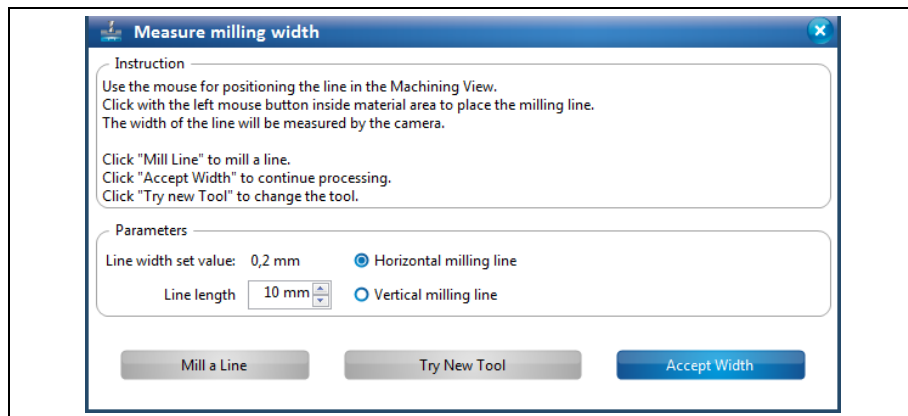 Measure milling width
Instruction
Use the mouse for positioning the line in the Machining View.
Click with the left mouse button inside material area to place the milling line.
The width of the line will be measured by the camera.
Click "Mill Line" to mill a line.
Click "Accept Width" to continue processing.
Click "Try new Tool" to change the tool.
Parameters
Line width set value: 0,2 mm Horizontal milling line
Line length 10 mm Vertical milling line
Mill a Line Try New Tool Accept Width